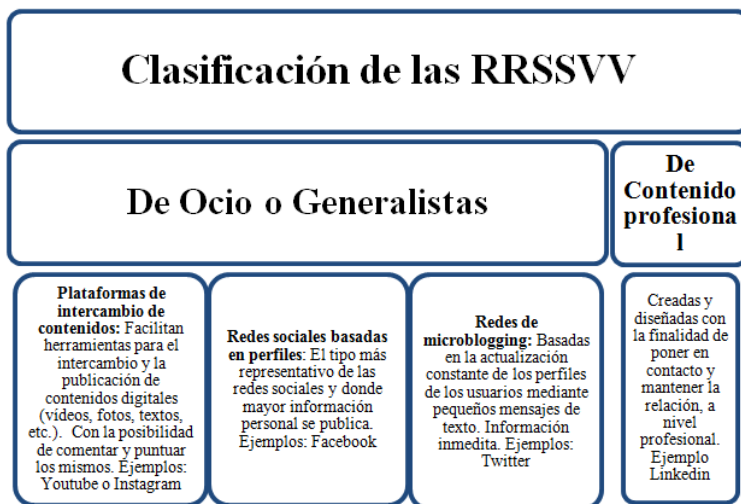 Clasificación de las RRSSVV
De Ocio o Generalistas
De
Contenido
profesiona
l
Plataformas de
intercambio de
contenidos: Facilitan
herramientas para el
intercambio y la
publicación de
contenidos digitales
(vídeos, fotos, textos,
etc.). Con la posibilidad
de comentar y puntuar
los mismos. Ejemplos:
Youtube o Instagram
Redes sociales basadas
en perfiles: El tipo más
representativo de las
redes sociales y donde
mayor información
personal se publica.
Ejemplos: Facebook
Redes de
microblogging: Basadas
en la actualización
constante de los perfiles
de los usuarios mediante
pequeños mensajes de
texto. Información
inmedita. Ejemplos:
Twitter
Creadas y
diseñadas con la
finalidad de
poner en
contacto y
mantener la
relación, a
nivel
profesional.
Ejemplo
Linkedin